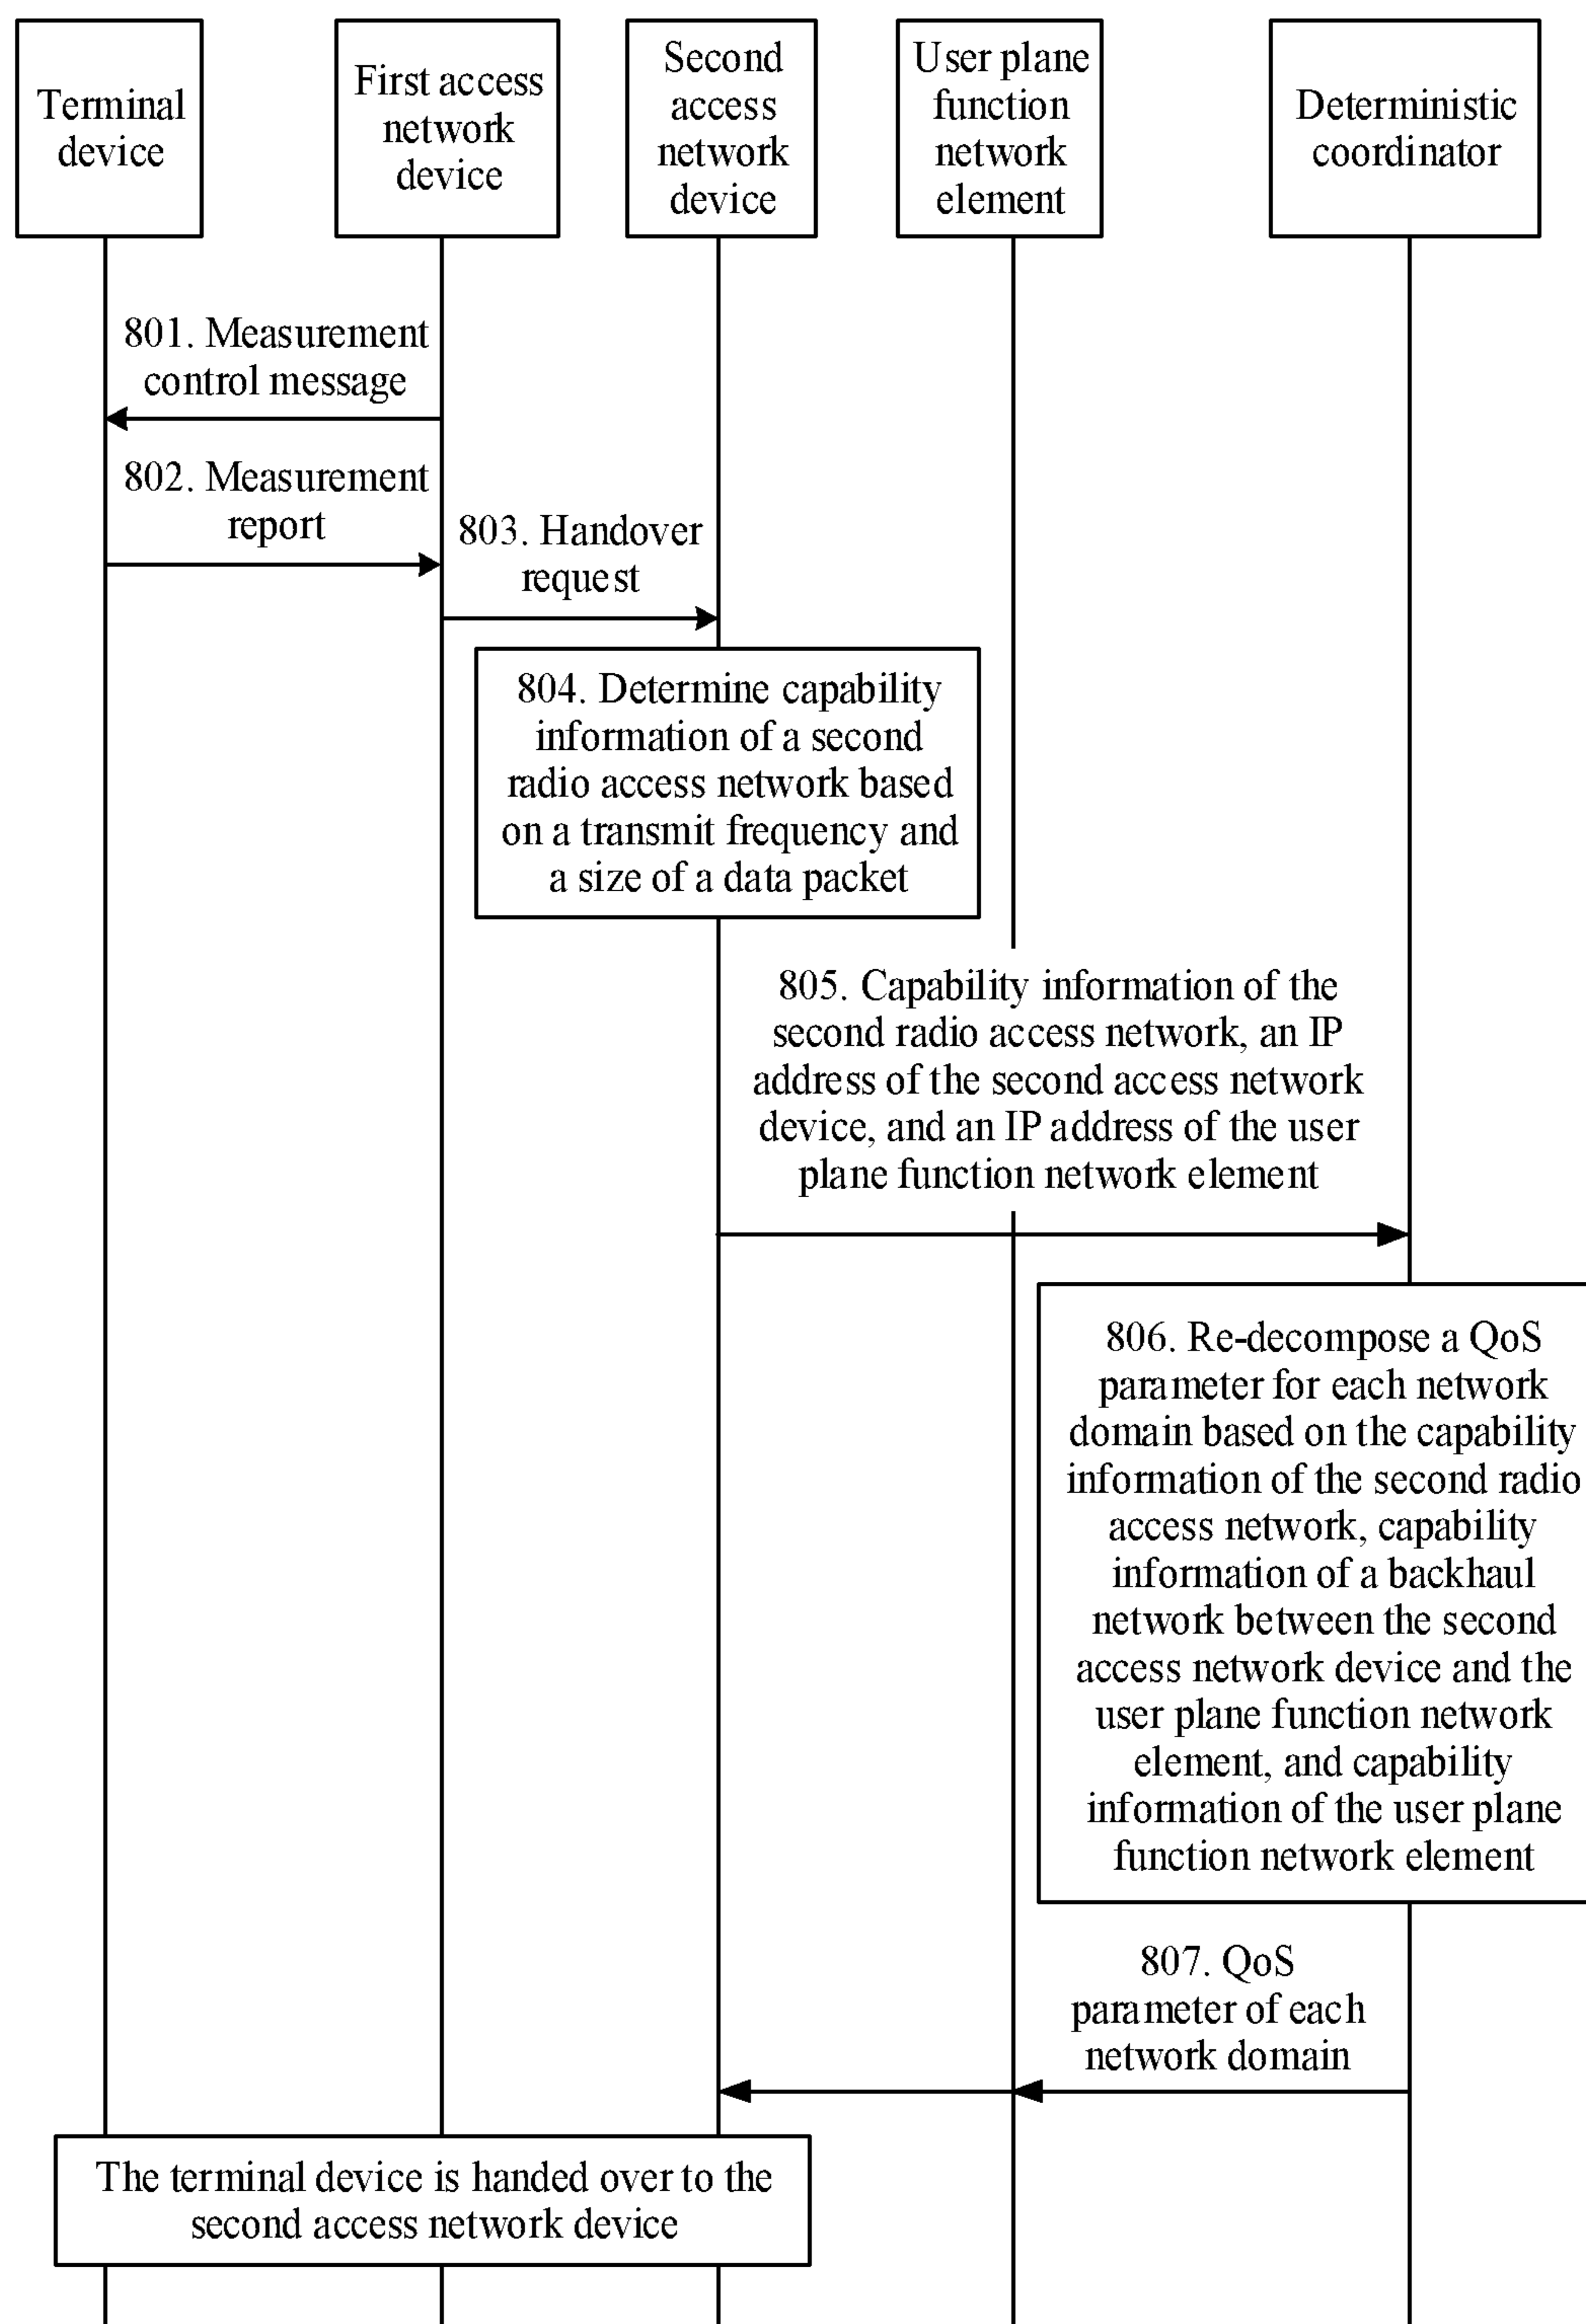 Terminal
device
First access
network
device
Second
access
network
device
User plane
function
network
element
Deterministic
coordinator
801. Measurement
control message
802. Measurement
report
803. Handover
request
804. Determine capability
information of a second
radio access network based
on a transmit frequency and
a size of a data packet
805. Capability information of the
second radio access network, an IP
address of the second access network
device, and an IP address of the user
plane function network element
806. Re-decompose a QoS
parameter for each network
domain based on the capability
information of the second radio
access network, capability
information of a backhaul
network between the second
access network device and the
user plane function network
element, and capability
information of the user plane
function network element
807. QoS
parameter of each
network domain
The terminal device is handed over to the
second access network device